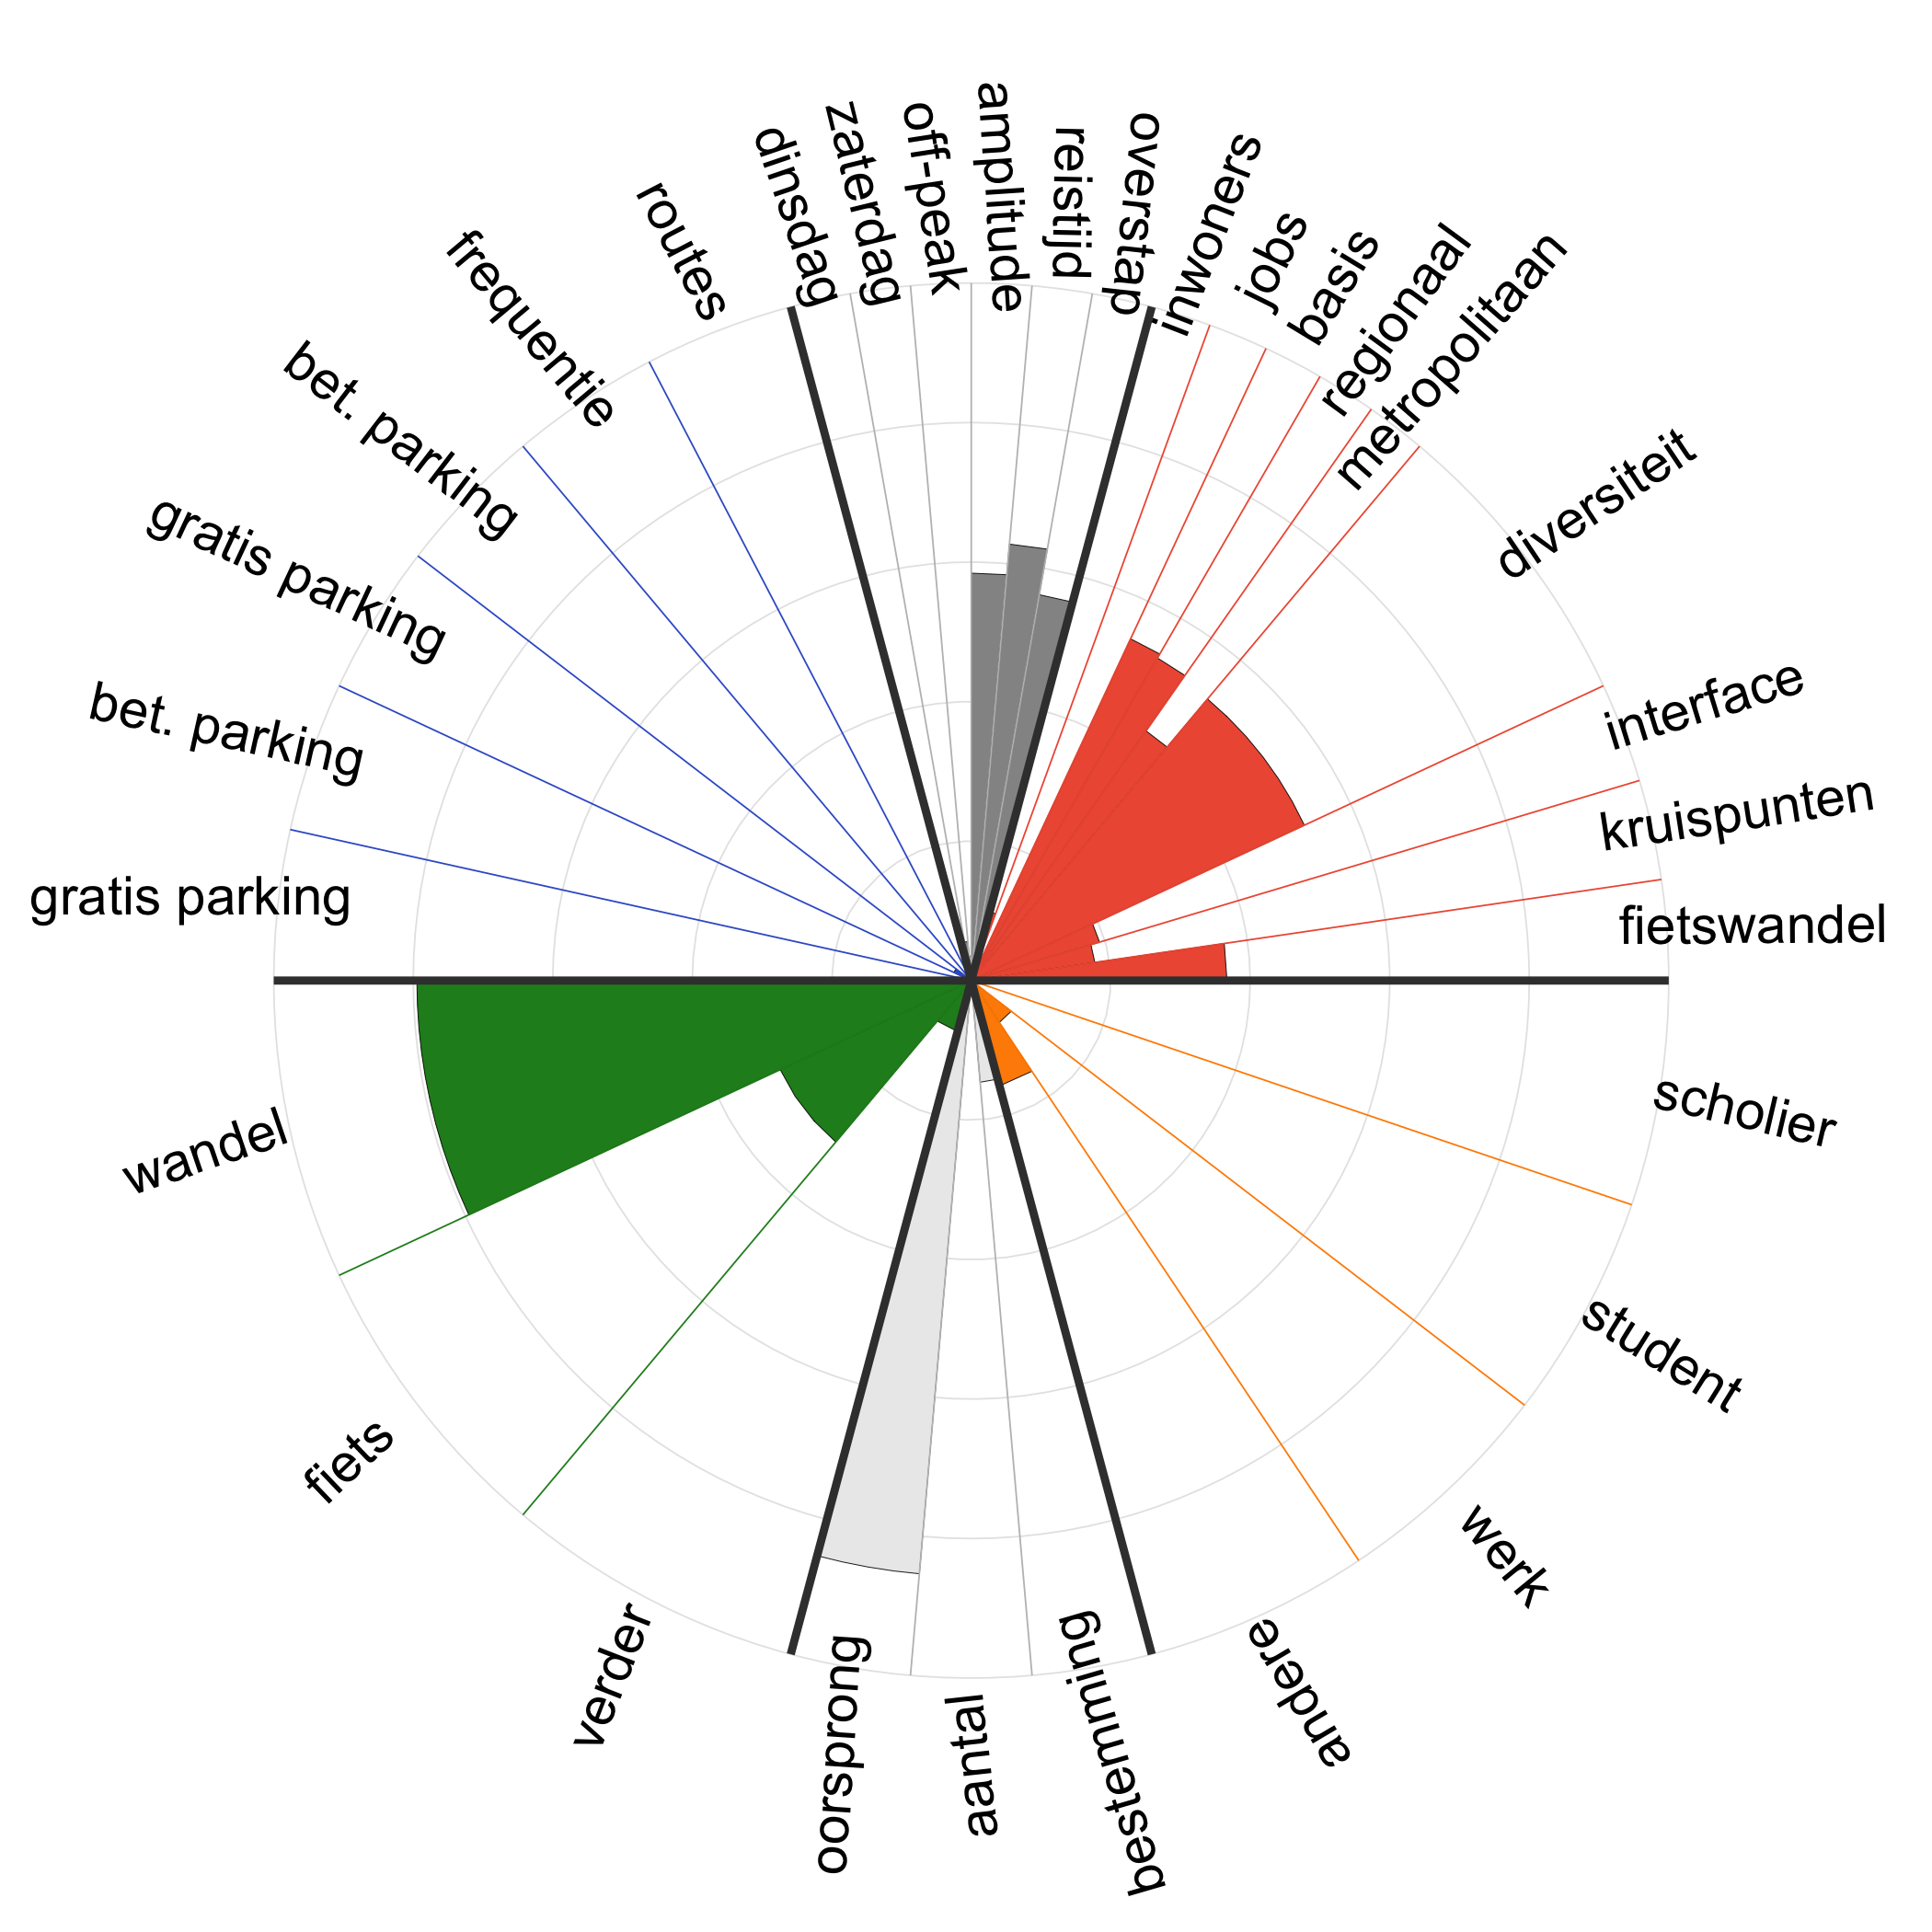 dinsdag
zaterdag
off-peak
amplitude
reistijd
overstap
inwoners
jobs
basis
regionaal
metropolitaan
diversiteit
interface
kruispunten
fietswandel
scholier
student
werk
andere
bestemming
aantal
oorsprong
verder
fiets
wandel
gratis parking
bet. parking
gratis parking
bet. parking
frequentie
routes